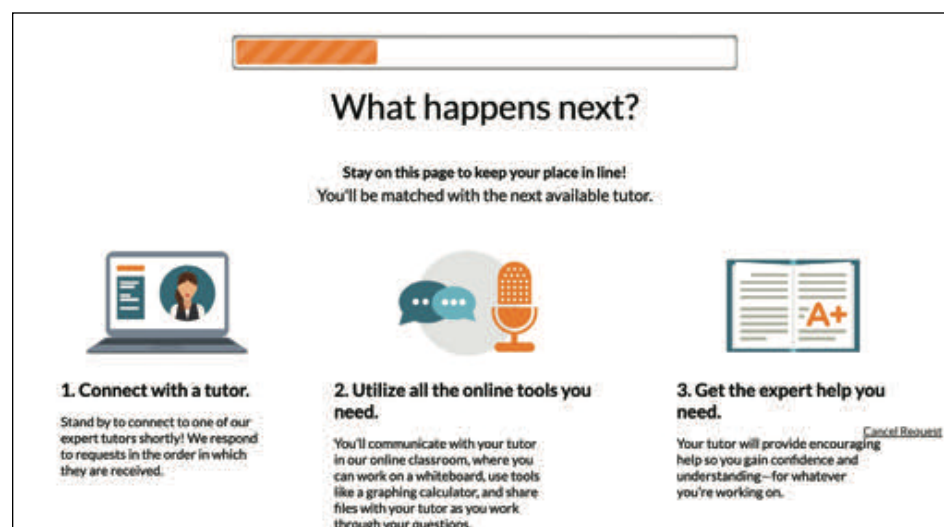 What happens next?
Stay on this page to keep your place in line!
You'll be matched with the next available tutor.
A+
1. Connect with a tutor.
Stand by to connect to one of our
expert tutors shortly! We respond
to requests in the order in which
they are received.
2. Utilize all the online tools you
need.
You'll communicate with your tutor
in our online classroom, where you
can work on a whiteboard, use tools
like a graphing calculator, and share
files with your tutor as you work
through your questions.
3. Get the expert help you
need.
Your tutor will provide encouraging
help so you gain confidence and
understanding—for whatever
you're working on.
Cancel Request